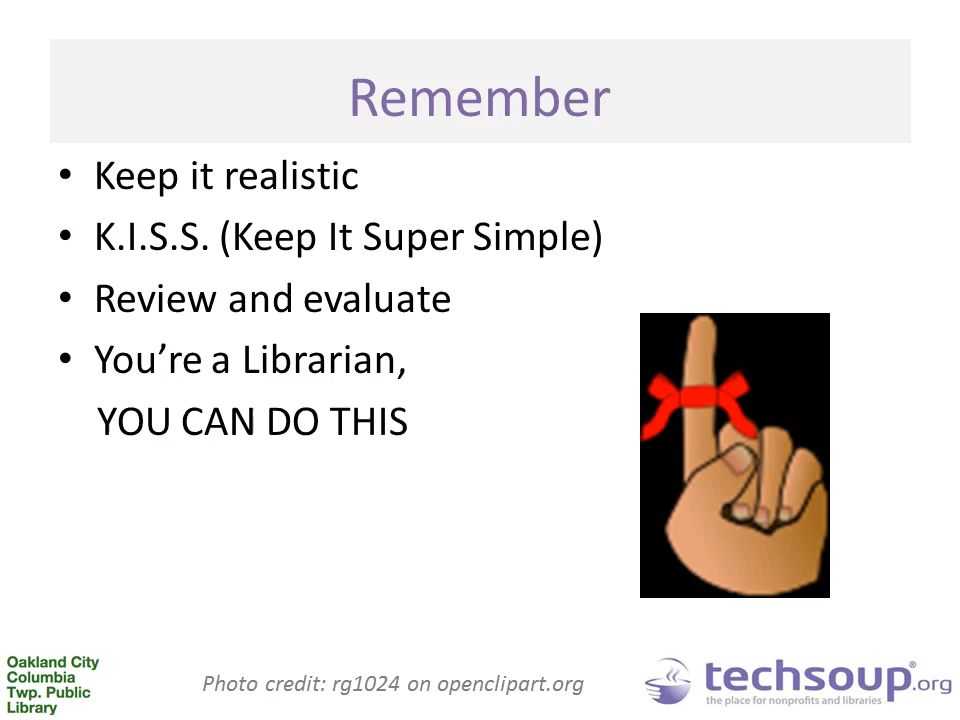 Remember
• Keep it realistic
• K.I.S.S. (Keep It Super Simple)
• Review and evaluate
• You’re a Librarian,
YOU CAN DO THIS
Oakland City
Columbia
Twp. Public
Library
Photo credit: rg1024 on openclipart.org
techsoup®.org
the place for nonprofits and libraries